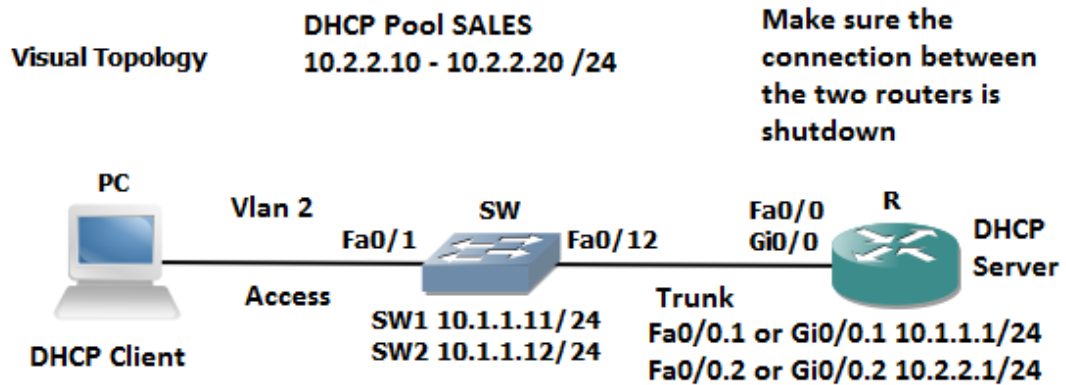 Visual Topology
DHCP Pool SALES
10.2.2.10 - 10.2.2.20 /24
Make sure the
connection between
the two routers is
shutdown
PC
Vlan 2
Fa0/1
Access
DHCP Client
SW
Fa0/12
SW1 10.1.1.11/24
SW2 10.1.1.12/24
Fa0/0
Gi0/0
R
DHCP
Server
Trunk
Fa0/0.1 or Gi0/0.1 10.1.1.1/24
Fa0/0.2 or Gi0/0.2 10.2.2.1/24